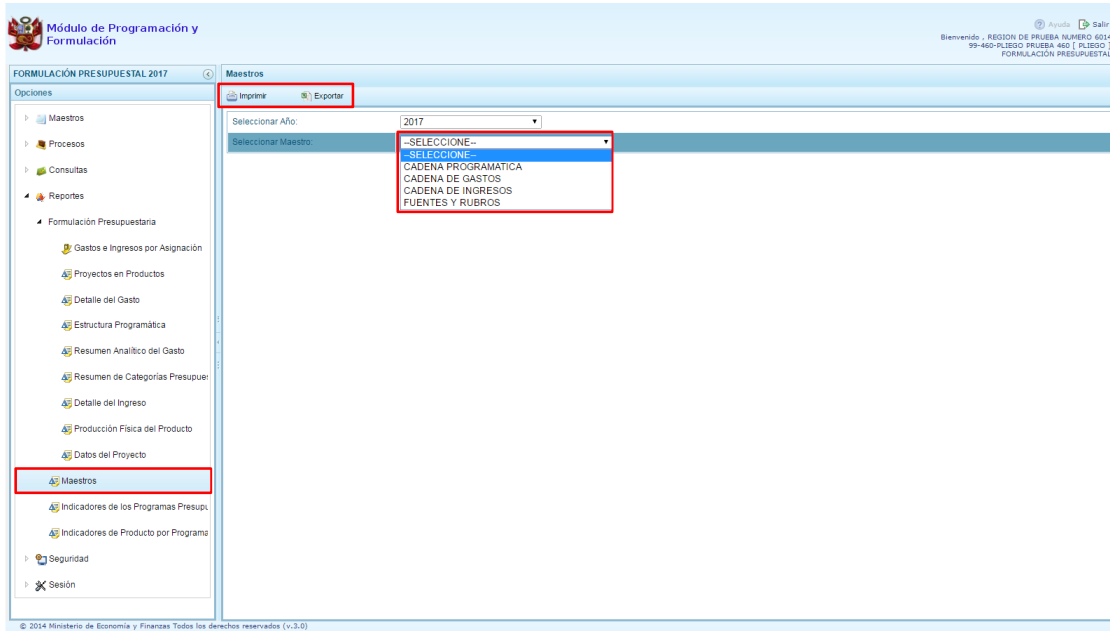 Módulo de Programación y
Formulación
Ayuda Salir
Bienvenido , REGION DE PRUEBA NUMERO 6014
99-460-PLIEGO PRUEBA 460 [ PLIEGO ]
FORMULACIÓN PRESUPUESTAL
FORMULACIÓN PRESUPUESTAL 2017
Maestros
Opciones
Imprimir Exportar
Maestros
Procesos
Consultas
Reportes
Formulación Presupuestaria
Gastos e Ingresos por Asignación
Proyectos en Productos
Detalle del Gasto
Estructura Programática
Resumen Analítico del Gasto
Resumen de Categorías Presupues
Detalle del Ingreso
Producción Física del Producto
Datos del Proyecto
Maestros
Indicadores de los Programas Presupu
Indicadores de Producto por Programa
Seguridad
Sesión
Seleccionar Año: 2017
Seleccionar Maestro: --SELECCIONE--
--SELECCIONE--
CADENA PROGRAMATICA
CADENA DE GASTOS
CADENA DE INGRESOS
FUENTES Y RUBROS
© 2014 Ministerio de Economía y Finanzas Todos los derechos reservados (v.3.0)